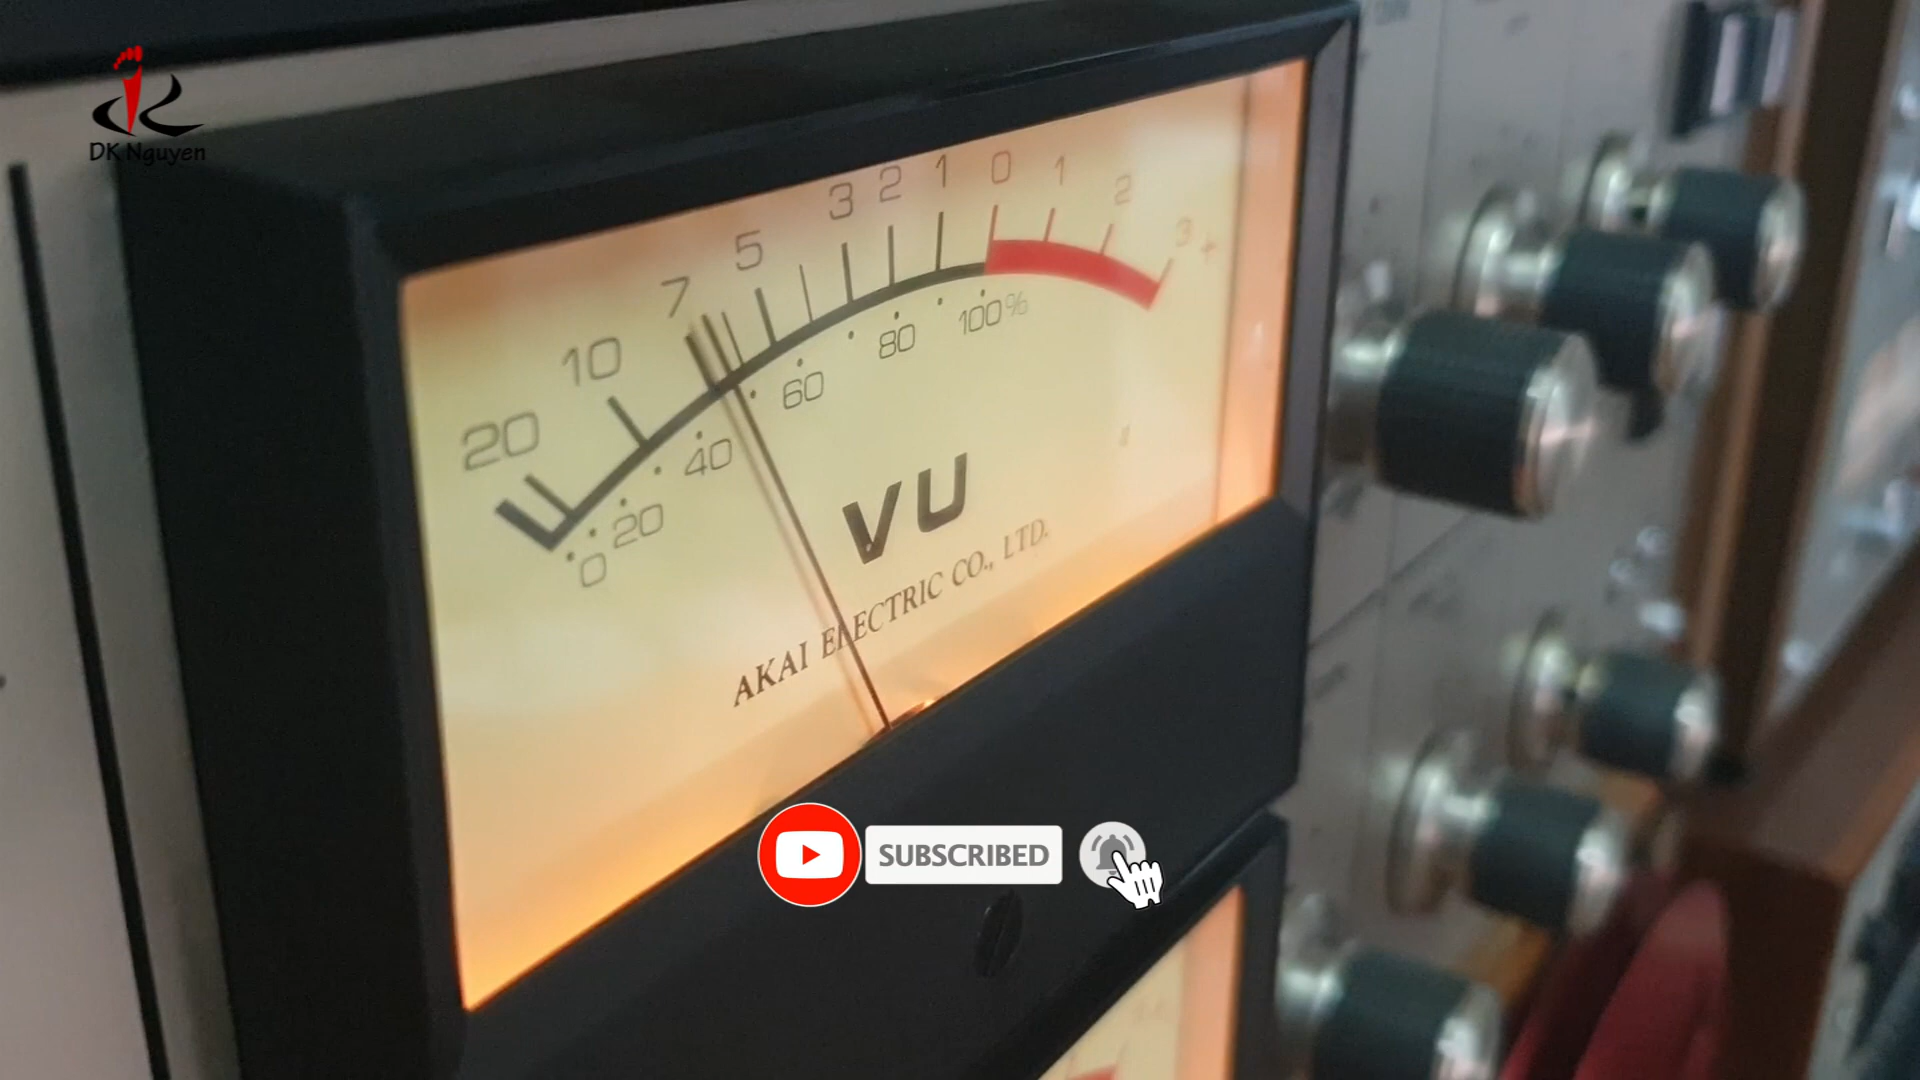 DK Nguyen
20 10 7 5 3 2 1 0 1 2 3 +
0 20 40 60 80 100%
VU
AKAI ELECTRIC CO., LTD.
SUBSCRIBED